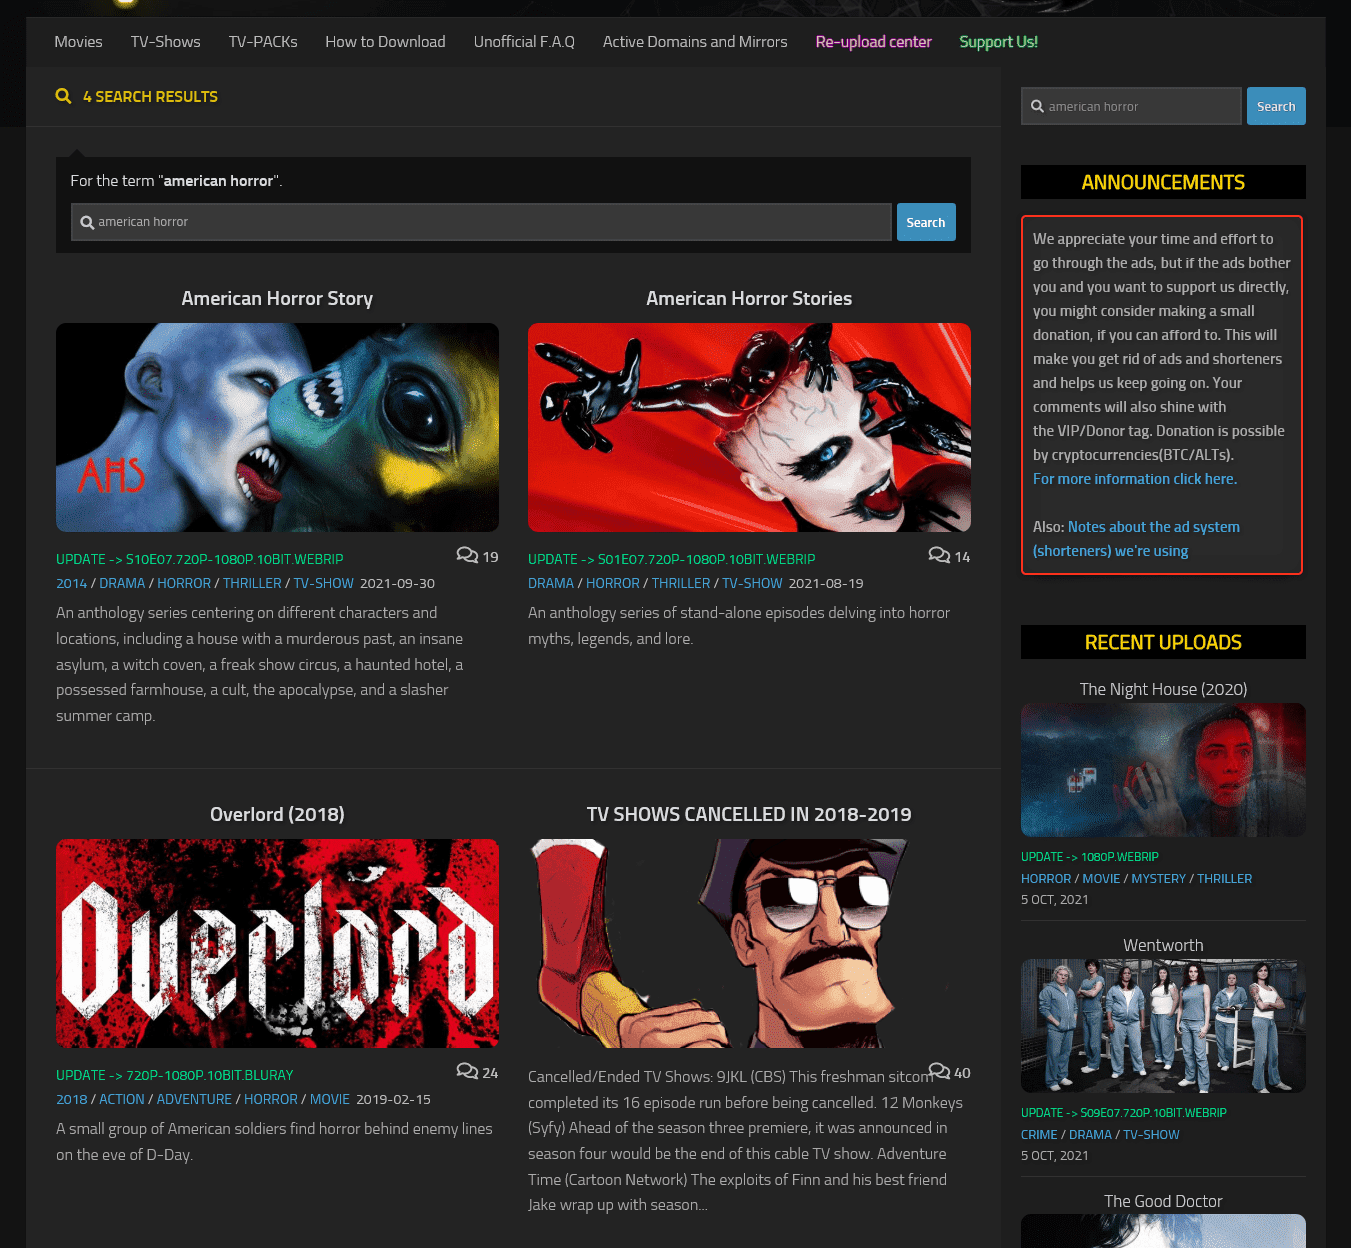 Movies TV-Shows TV-PACKs How to Download Unofficial F.A.Q Active Domains and Mirrors Re-upload center Support Us!
4 SEARCH RESULTS
For the term "american horror".
american horror Search
American Horror Story
AHS
UPDATE -> S10E07.720P-1080P.10BIT.WEBRIP 19
2014 / DRAMA / HORROR / THRILLER / TV-SHOW 2021-09-30
An anthology series centering on different characters and
locations, including a house with a murderous past, an insane
asylum, a witch coven, a freak show circus, a haunted hotel, a
possessed farmhouse, a cult, the apocalypse, and a slasher
summer camp.
American Horror Stories
UPDATE -> S01E07.720P-1080P.10BIT.WEBRIP 14
DRAMA / HORROR / THRILLER / TV-SHOW 2021-08-19
An anthology series of stand-alone episodes delving into horror
myths, legends, and lore.
Overlord (2018)
Overlord
UPDATE -> 720P-1080P.10BIT.BLURAY 24
2018 / ACTION / ADVENTURE / HORROR / MOVIE 2019-02-15
A small group of American soldiers find horror behind enemy lines
on the eve of D-Day.
TV SHOWS CANCELLED IN 2018-2019
40
Cancelled/Ended TV Shows: 9JKL (CBS) This freshman sitcom
completed its 16 episode run before being cancelled. 12 Monkeys
(Syfy) Ahead of the season three premiere, it was announced in
season four would be the end of this cable TV show. Adventure
Time (Cartoon Network) The exploits of Finn and his best friend
Jake wrap up with season...
american horror Search
ANNOUNCEMENTS
We appreciate your time and effort to
go through the ads, but if the ads bother
you and you want to support us directly,
you might consider making a small
donation, if you can afford to. This will
make you get rid of ads and shorteners
and helps us keep going on. Your
comments will also shine with
the VIP/Donor tag. Donation is possible
by cryptocurrencies(BTC/ALTs).
For more information click here.
Also: Notes about the ad system
(shorteners) we're using
RECENT UPLOADS
The Night House (2020)
UPDATE -> 1080P.WEBRIP
HORROR / MOVIE / MYSTERY / THRILLER
5 OCT, 2021
Wentworth
UPDATE -> S09E07.720P.10BIT.WEBRIP
CRIME / DRAMA / TV-SHOW
5 OCT, 2021
The Good Doctor